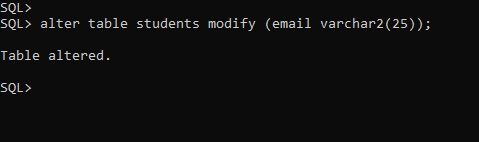 SQL>
SQL> alter table students modify (email varchar2(25));
Table altered.
SQL>